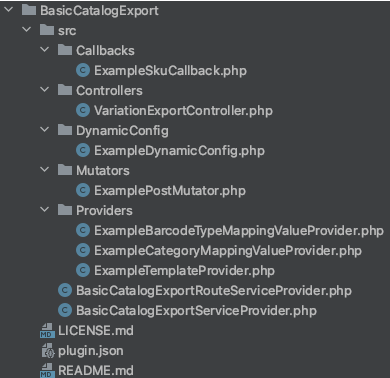 BasicCatalogExport
src
Callbacks
ExampleSkuCallback.php
Controllers
VariationExportController.php
DynamicConfig
ExampleDynamicConfig.php
Mutators
ExamplePostMutator.php
Providers
ExampleBarcodeTypeMappingValueProvider.php
ExampleCategoryMappingValueProvider.php
ExampleTemplateProvider.php
BasicCatalogExportRouteServiceProvider.php
BasicCatalogExportServiceProvider.php
LICENSE.md
plugin.json
README.md